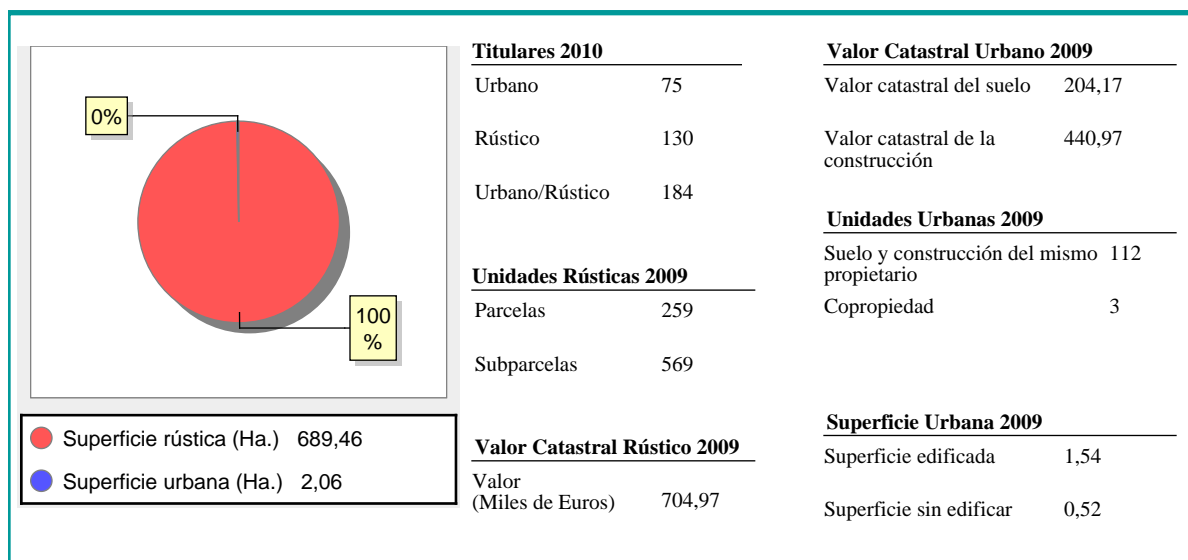 0%
100
%
Superficie rústica (Ha.) 689,46
Superficie urbana (Ha.) 2,06
Titulares 2010
Urbano 75
Rústico 130
Urbano/Rústico 184
Unidades Rústicas 2009
Parcelas 259
Subparcelas 569
Valor Catastral Rústico 2009
Valor
(Miles de Euros) 704,97
Valor Catastral Urbano 2009
Valor catastral del suelo 204,17
Valor catastral de la 440,97
construcción
Unidades Urbanas 2009
Suelo y construcción del mismo 112
propietario
Copropiedad 3
Superficie Urbana 2009
Superficie edificada 1,54
Superficie sin edificar 0,52